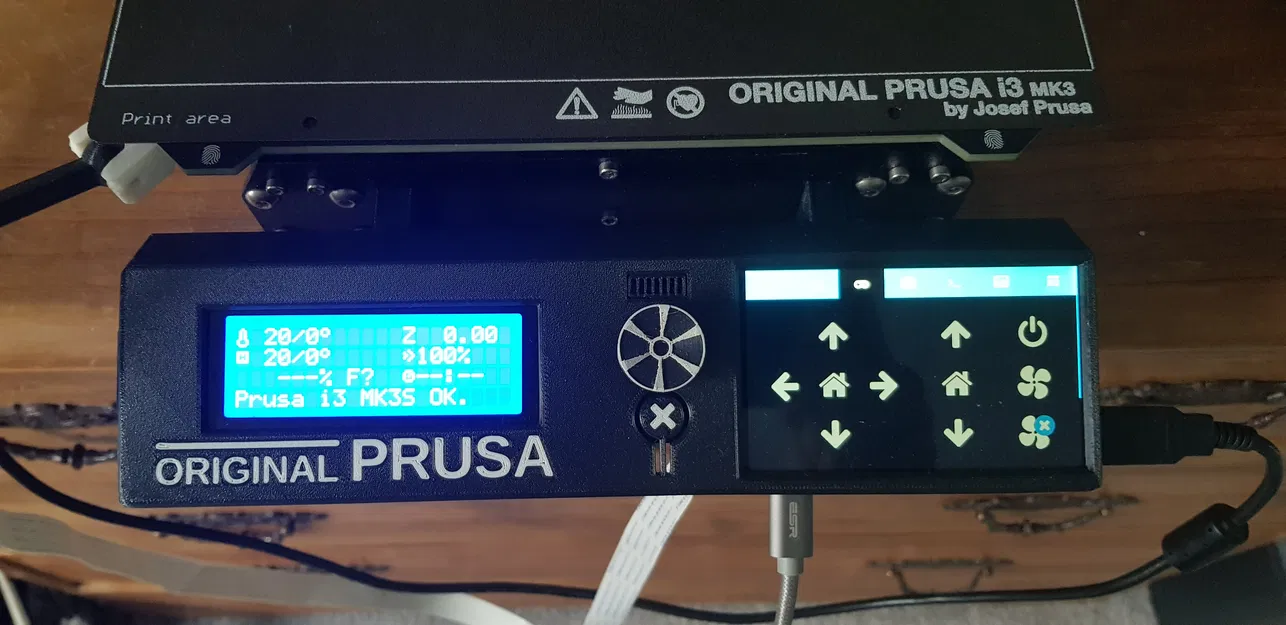 ORIGINAL PRUSA i3 MK3
by Josef Prusa
Print area
20/0° Z 0.00
20/0° 100%
---% F? --:--
Prusa i3 MK3S OK.
ORIGINAL PRUSA
ESR